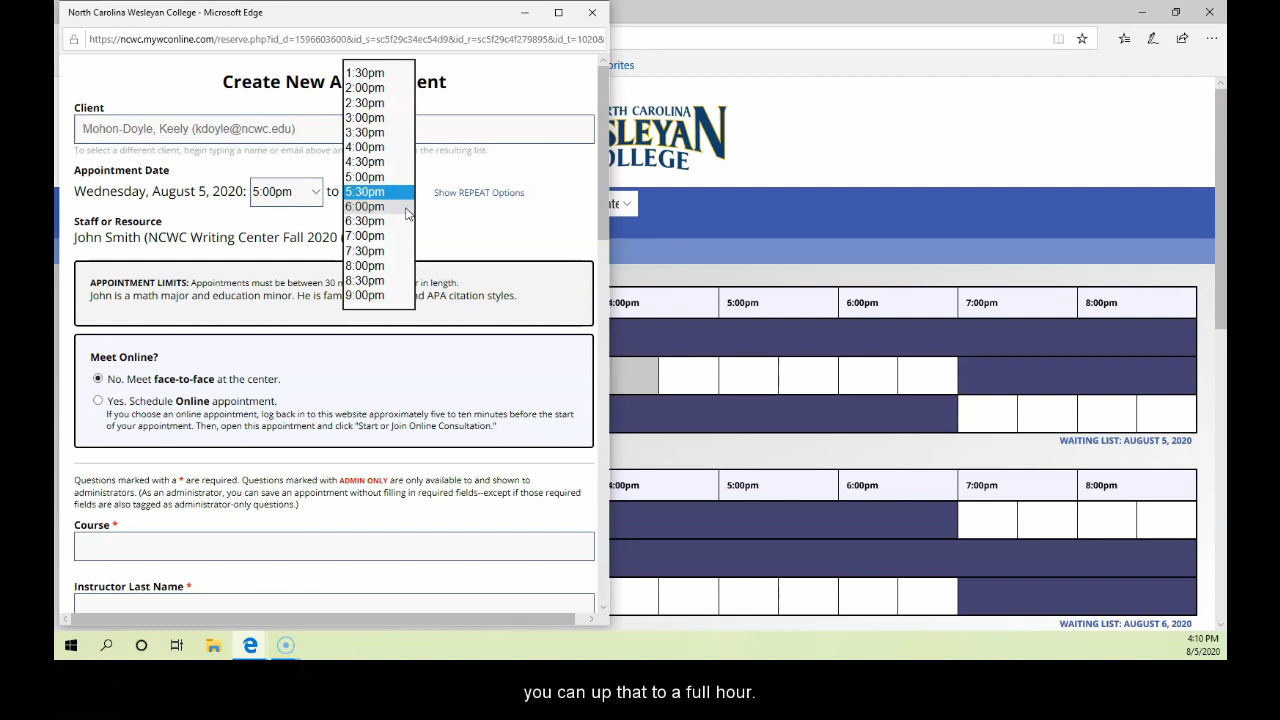 North Carolina Wesleyan College - Microsoft Edge
https://ncwc.mywconline.com/reserve.php?id_d=1596603600&id_s=sc5f29c34ec54d9&id_r=sc5f29c4f279895&id_t=1020&
orites
Create New A
ent
Client
Mohon-Doyle, Keely (kdoyle@ncwc.edu)
To select a different client, begin typing a name or email above an
the resulting list.
Appointment Date
Wednesday, August 5, 2020:
5:00pm
to
Show REPEAT Options
1:30pm
2:00pm
2:30pm
3:00pm
3:30pm
4:00pm
4:30pm
5:00pm
5:30pm
6:00pm
6:30pm
7:00pm
7:30pm
8:00pm
8:30pm
9:00pm
Staff or Resource
John Smith (NCWC Writing Center Fall 2020 (
APPOINTMENT LIMITS: Appointments must be between 30 m
r in length.
John is a math major and education minor. He is fam
nd APA citation styles.
Meet Online?
No. Meet face-to-face at the center.
Yes. Schedule Online appointment.
If you choose an online appointment, log back in to this website approximately five to ten minutes before the start
of your appointment. Then, open this appointment and click "Start or Join Online Consultation."
Questions marked with a * are required. Questions marked with ADMIN ONLY are only available to and shown to
administrators. (As an administrator, you can save an appointment without filling in required fields--except if those required
fields are also tagged as administrator-only questions.)
Course *
Instructor Last Name *
RTH CAROLINA
ESLEYAN
COLLEGE
4:00pm
5:00pm
6:00pm
7:00pm
8:00pm
WAITING LIST: AUGUST 5, 2020
4:00pm
5:00pm
6:00pm
7:00pm
8:00pm
WAITING LIST: AUGUST 6, 2020
4:10 PM
8/5/2020
you can up that to a full hour.